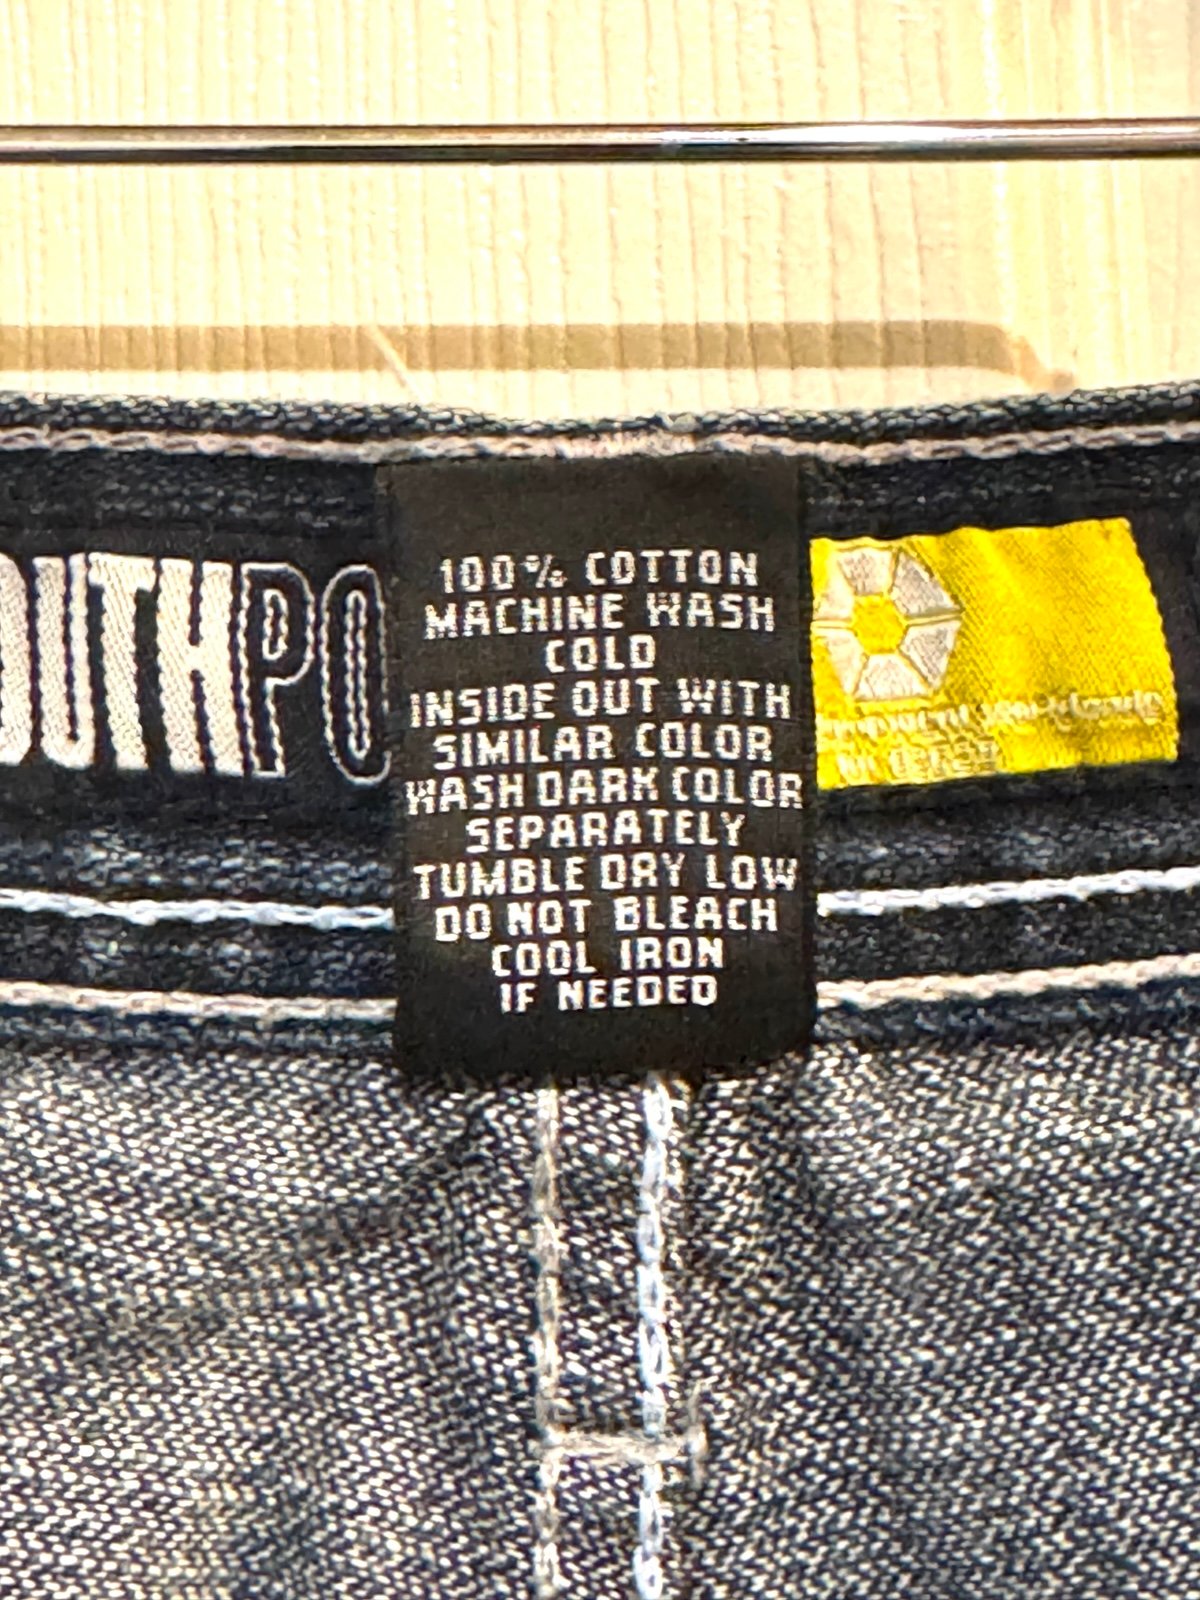 OUTHPO
100% COTTON
MACHINE WASH
COLD
INSIDE OUT WITH
SIMILAR COLOR
WASH DARK COLOR
SEPARATELY
TUMBLE DRY LOW
DO NOT BLEACH
COOL IRON
IF NEEDED